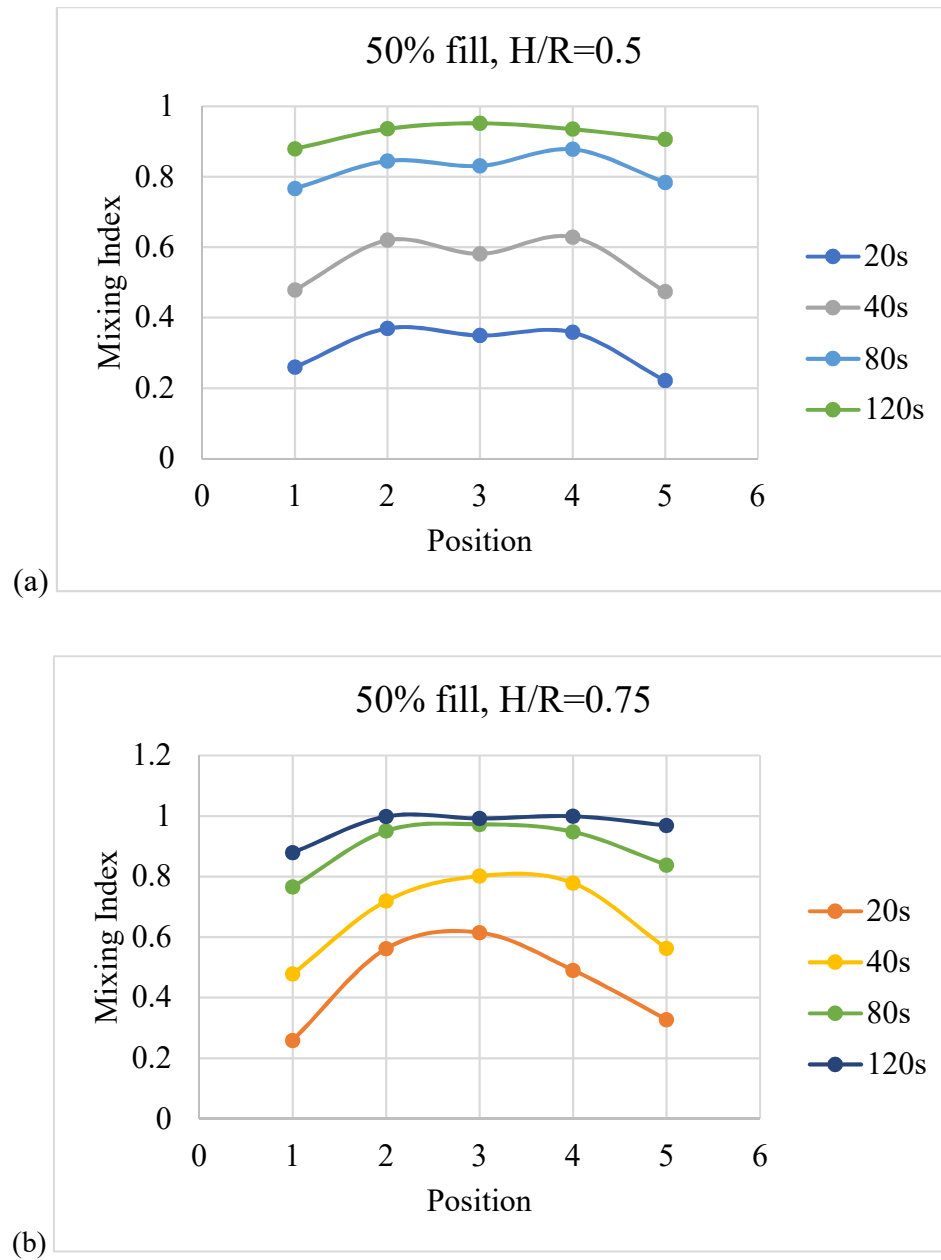 50% fill, H/R=0.5
1
0.8
0.6
0.4
0.2
0
Mixing Index
0 1 2 3 4 5 6
Position
20s
40s
80s
120s
(a)
50% fill, H/R=0.75
1.2
1
0.8
0.6
0.4
0.2
0
Mixing Index
0 1 2 3 4 5 6
Position
20s
40s
80s
120s
(b)